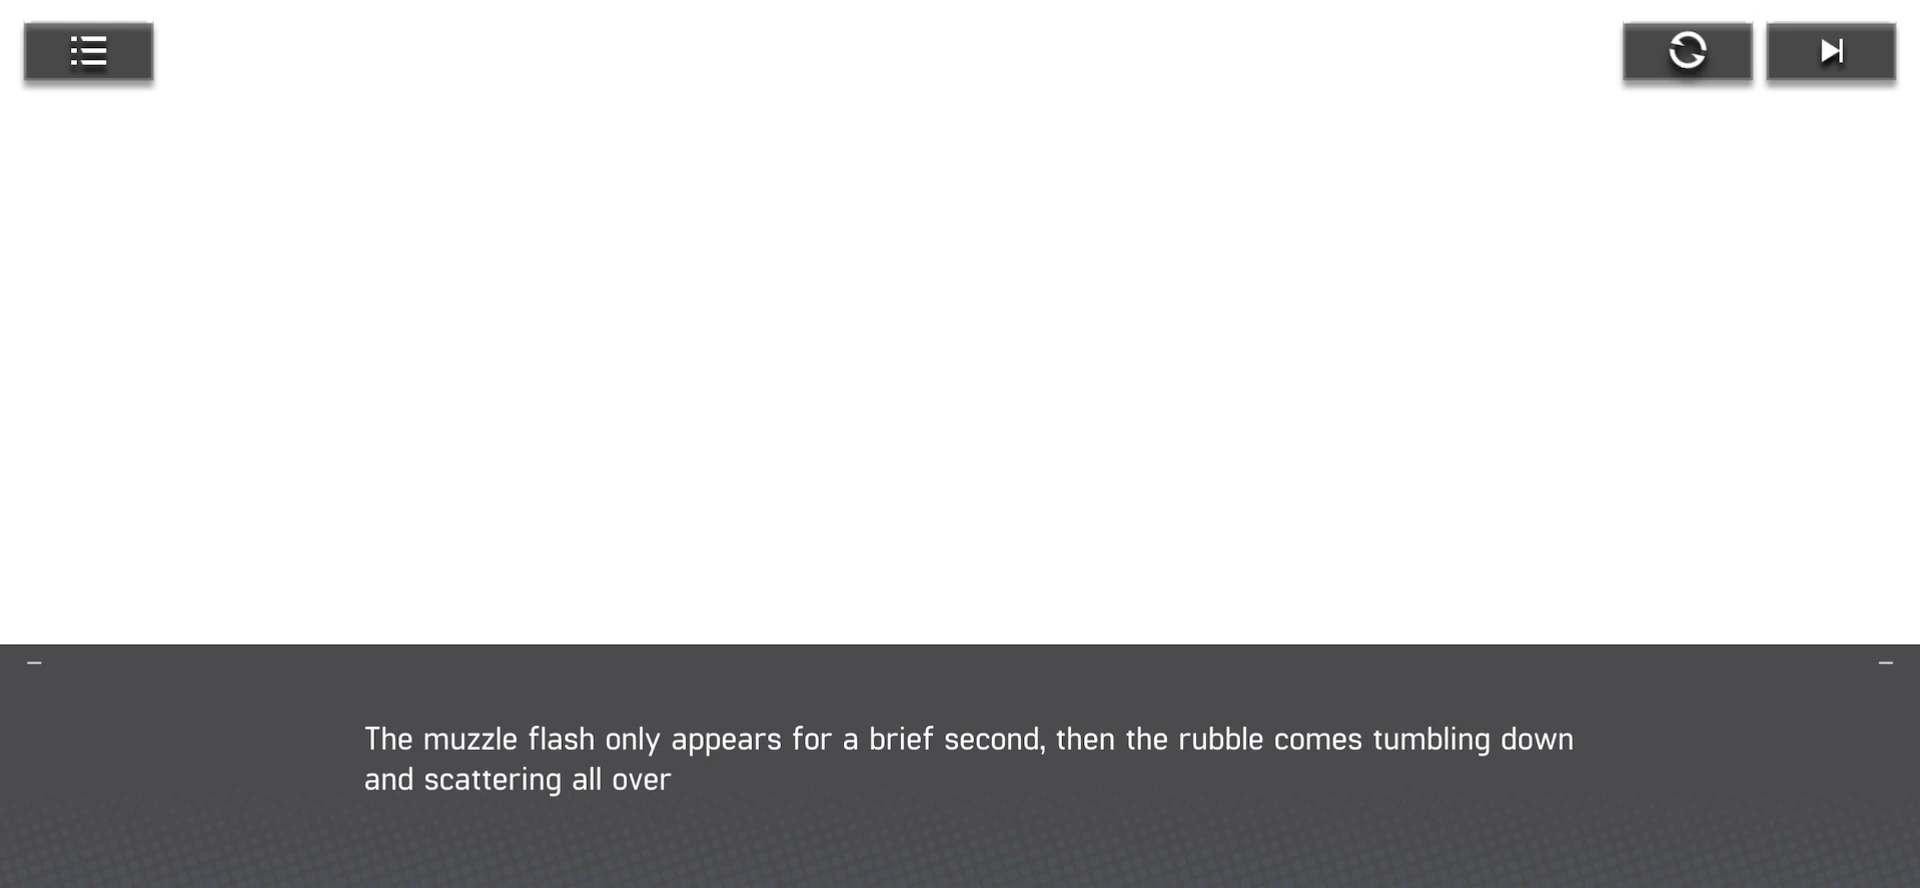 The muzzle flash only appears for a brief second, then the rubble comes tumbling down
and scattering all over